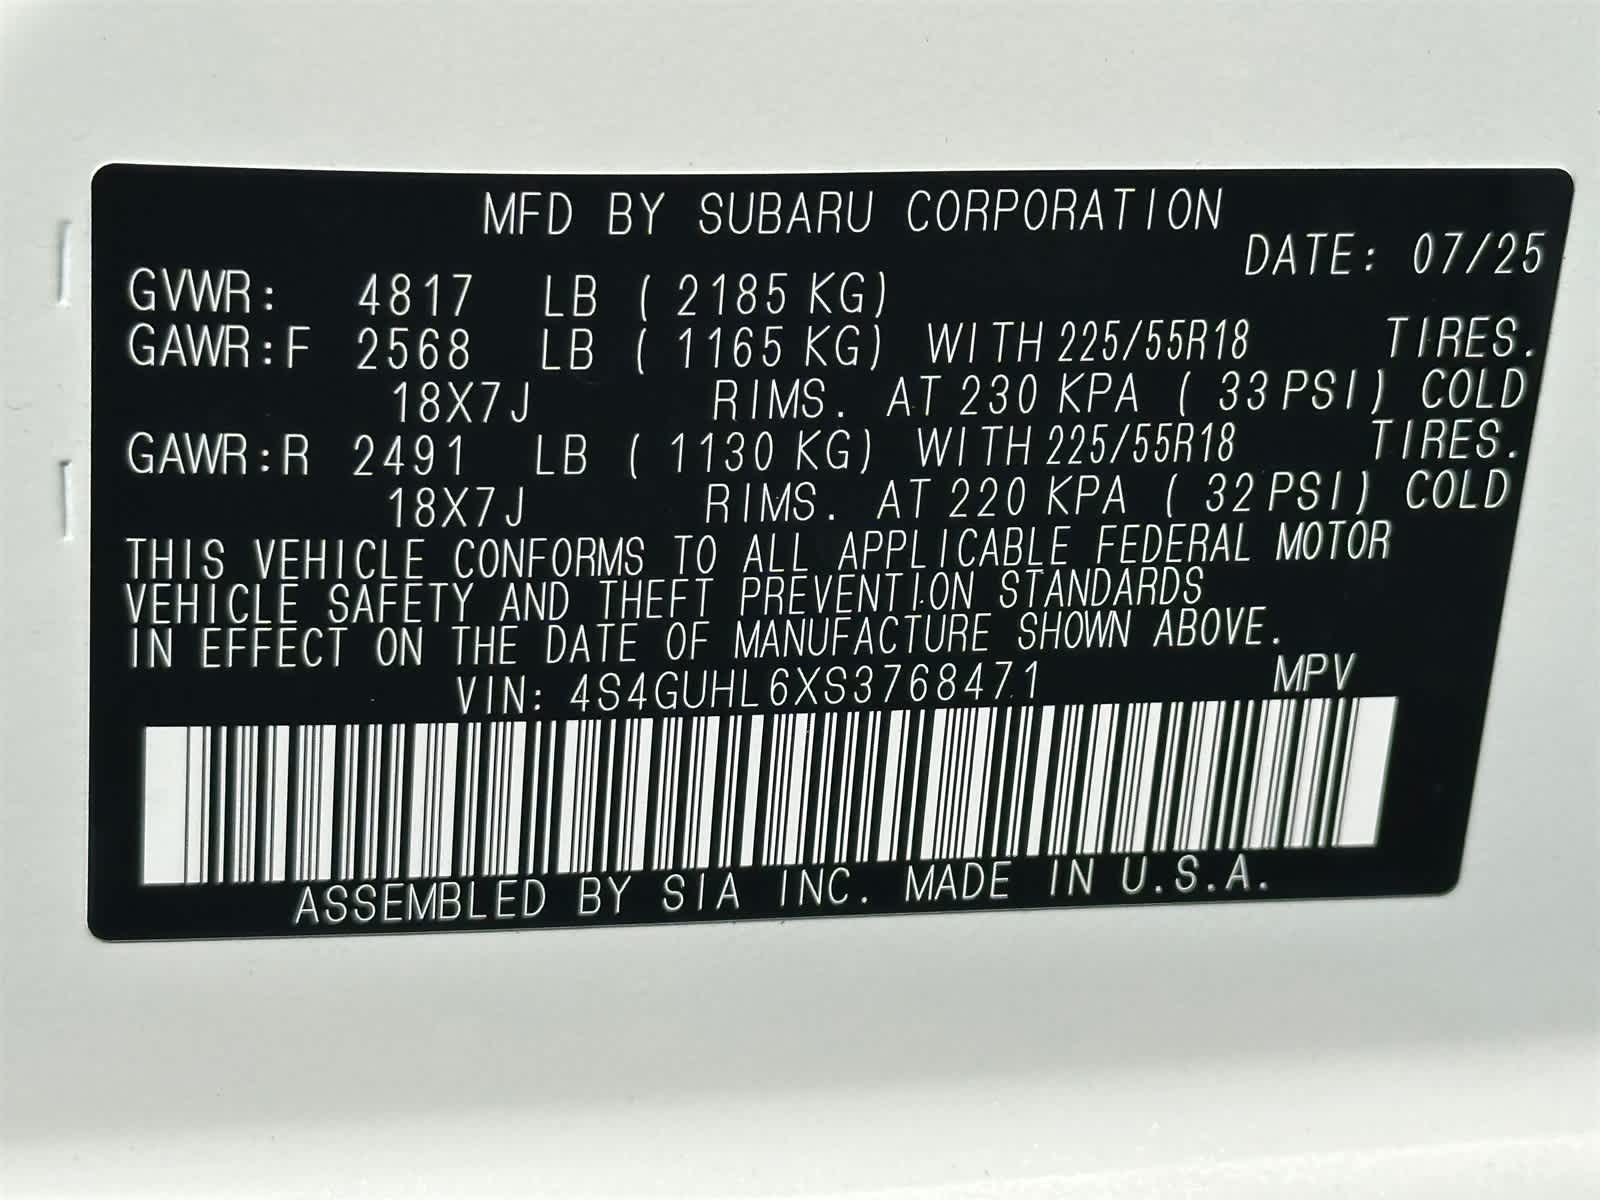 MFD BY SUBARU CORPORATION
DATE: 07/25
GVWR: 4817 LB ( 2185 KG)
GAWR:F 2568 LB ( 1165 KG) WITH 225/55R18 TIRES.
18X7J RIMS. AT 230 KPA ( 33 PSI) COLD
GAWR:R 2491 LB ( 1130 KG) WITH 225/55R18 TIRES.
18X7J RIMS. AT 220 KPA ( 32 PSI) COLD
THIS VEHICLE CONFORMS TO ALL APPLICABLE FEDERAL MOTOR
VEHICLE SAFETY AND THEFT PREVENTION STANDARDS
IN EFFECT ON THE DATE OF MANUFACTURE SHOWN ABOVE.
VIN: 4S4GUHL6XS3768471 MPV
ASSEMBLED BY SIA INC. MADE IN U.S.A.